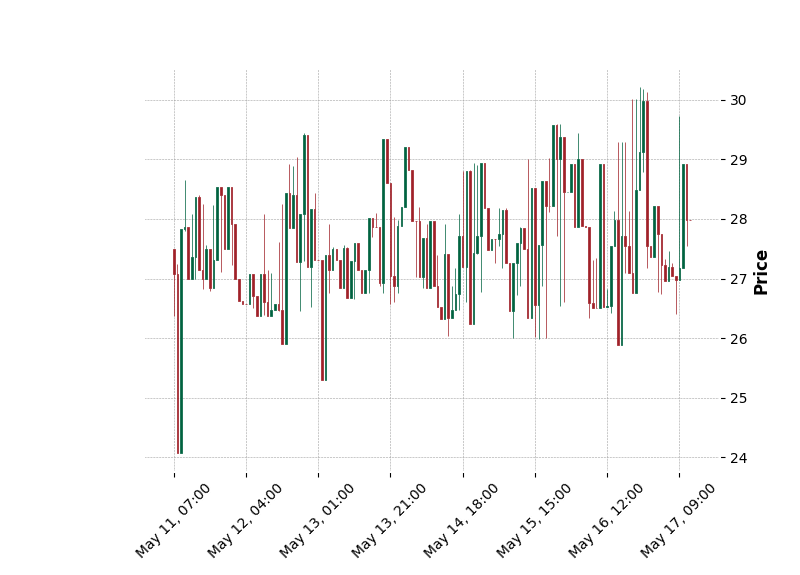 30
29
28
27
26
25
24
Price
May 11, 07:00
May 12, 04:00
May 13, 01:00
May 13, 21:00
May 14, 18:00
May 15, 15:00
May 16, 12:00
May 17, 09:00